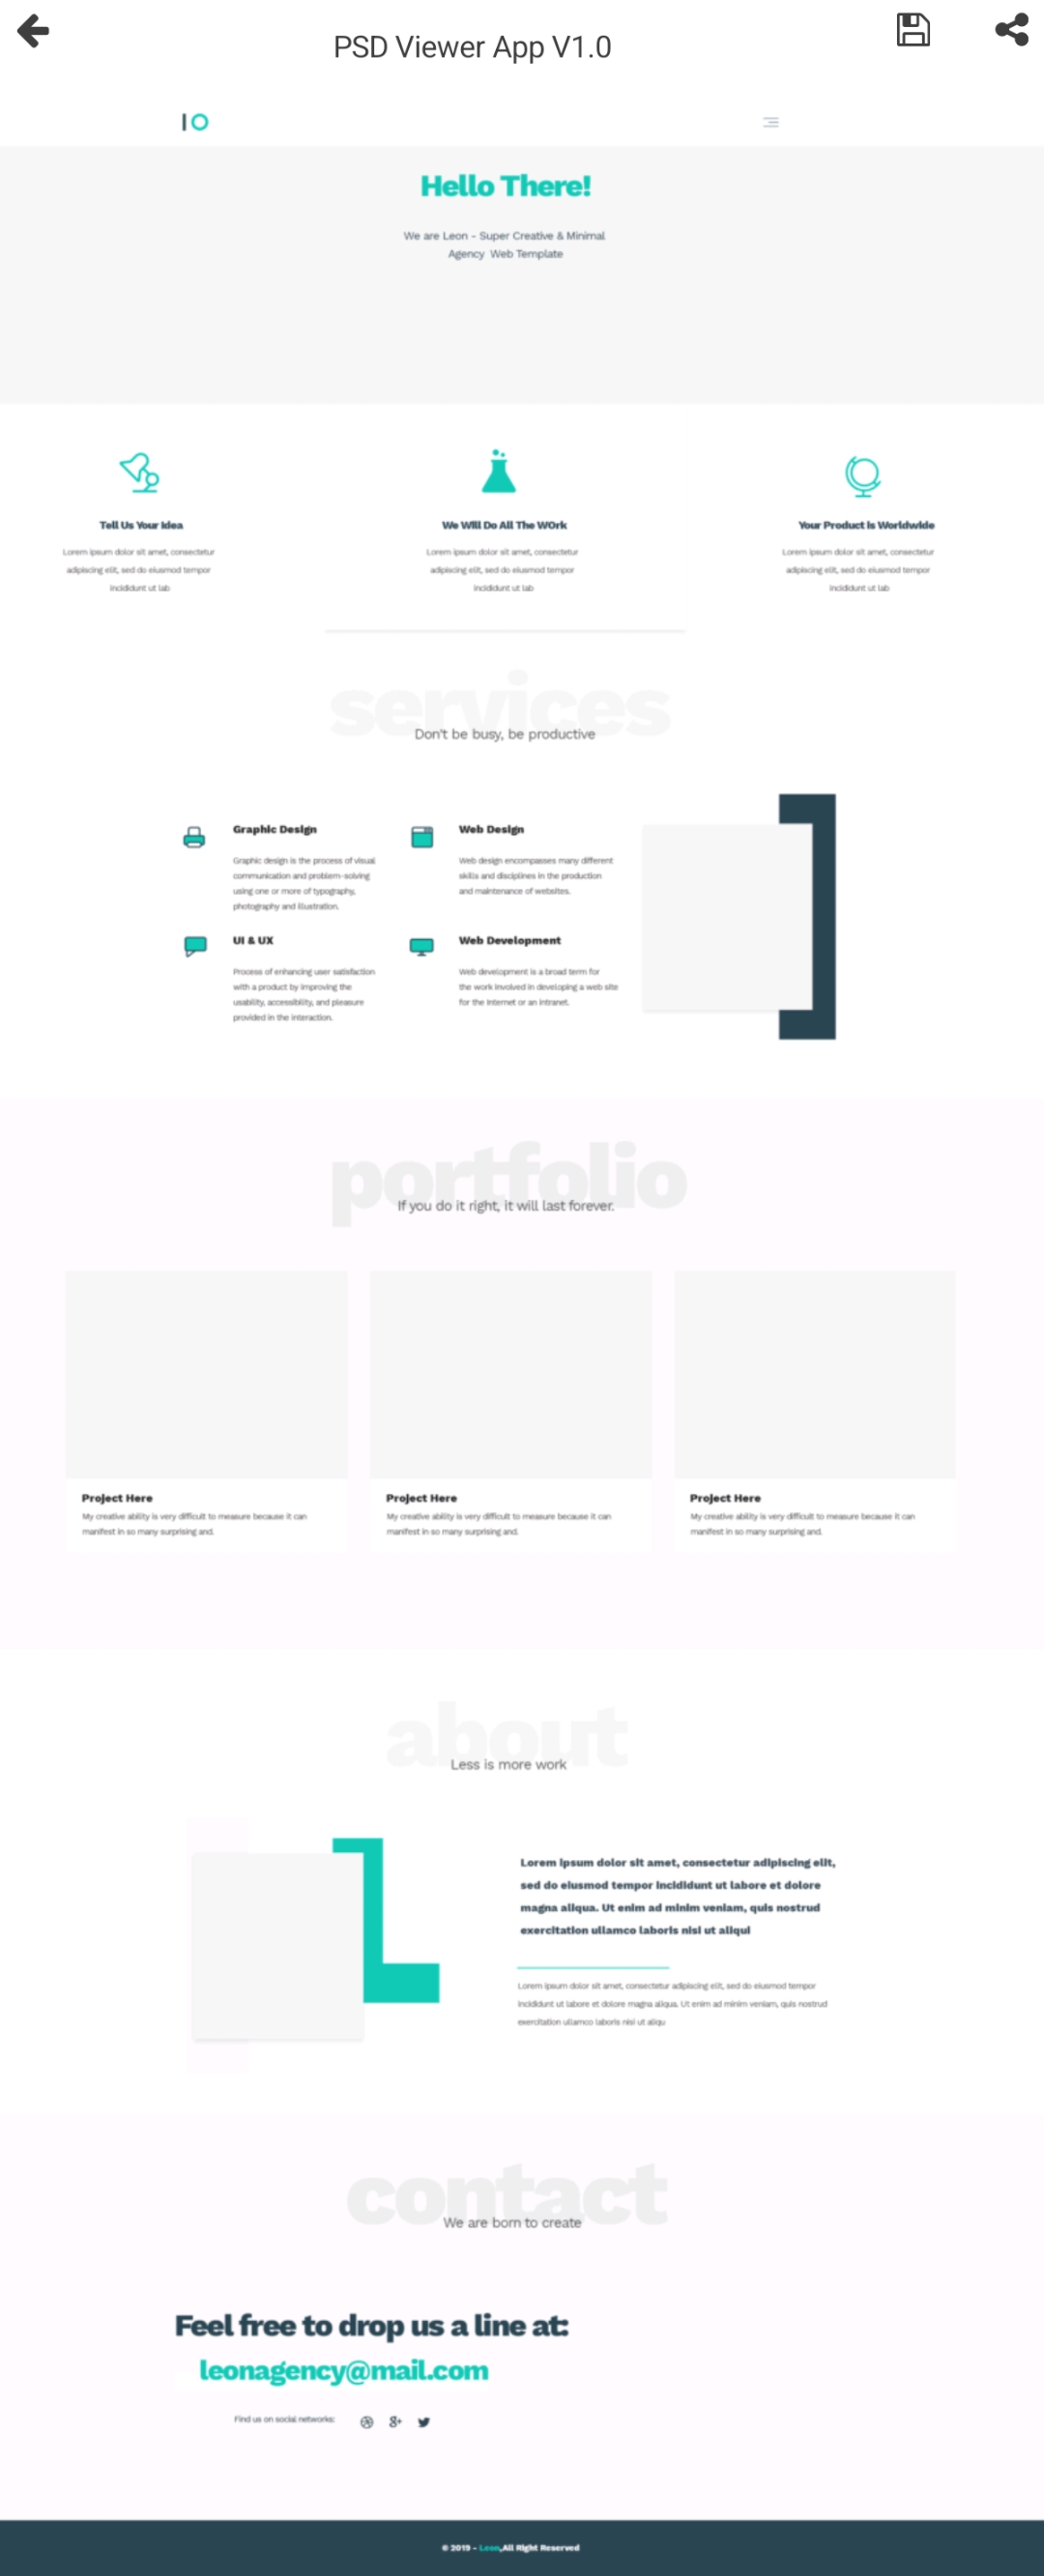 PSD Viewer App V1.0
Hello There!
We are Leon - Super Creative & Minimal
Agency Web Template
Tell Us Your Idea
Lorem ipsum dolor sit amet, consectetur
adipiscing elit, sed do eiusmod tempor
incididunt ut lab
We Will Do All The WOrk
Lorem ipsum dolor sit amet, consectetur
adipiscing elit, sed do eiusmod tempor
incididunt ut lab
Your Product is Worldwide
Lorem ipsum dolor sit amet, consectetur
adipiscing elit, sed do eiusmod tempor
incididunt ut lab
services
Don't be busy, be productive
Graphic Design
Graphic design is the process of visual
communication and problem-solving
using one or more of typography,
photography and illustration.
Web Design
Web design encompasses many different
skills and disciplines in the production
and maintenance of websites.
UI & UX
Process of enhancing user satisfaction
with a product by improving the
usability, accessibility, and pleasure
provided in the interaction.
Web Development
Web development is a broad term for
the work involved in developing a web site
for the Internet or an intranet.
portfolio
If you do it right, it will last forever.
Project Here
My creative ability is very difficult to measure because it can
manifest in so many surprising and.
Project Here
My creative ability is very difficult to measure because it can
manifest in so many surprising and.
Project Here
My creative ability is very difficult to measure because it can
manifest in so many surprising and.
about
Less is more work
Lorem ipsum dolor sit amet, consectetur adipiscing elit,
sed do eiusmod tempor incididunt ut labore et dolore
magna aliqua. Ut enim ad minim veniam, quis nostrud
exercitation ullamco laboris nisi ut aliqui
Lorem ipsum dolor sit amet, consectetur adipiscing elit, sed do eiusmod tempor
incididunt ut labore et dolore magna aliqua. Ut enim ad minim veniam, quis nostrud
exercitation ullamco laboris nisi ut aliqu
contact
We are born to create
Feel free to drop us a line at:
leonagency@mail.com
Find us on social networks:
© 2019 - Leon,All Right Reserved